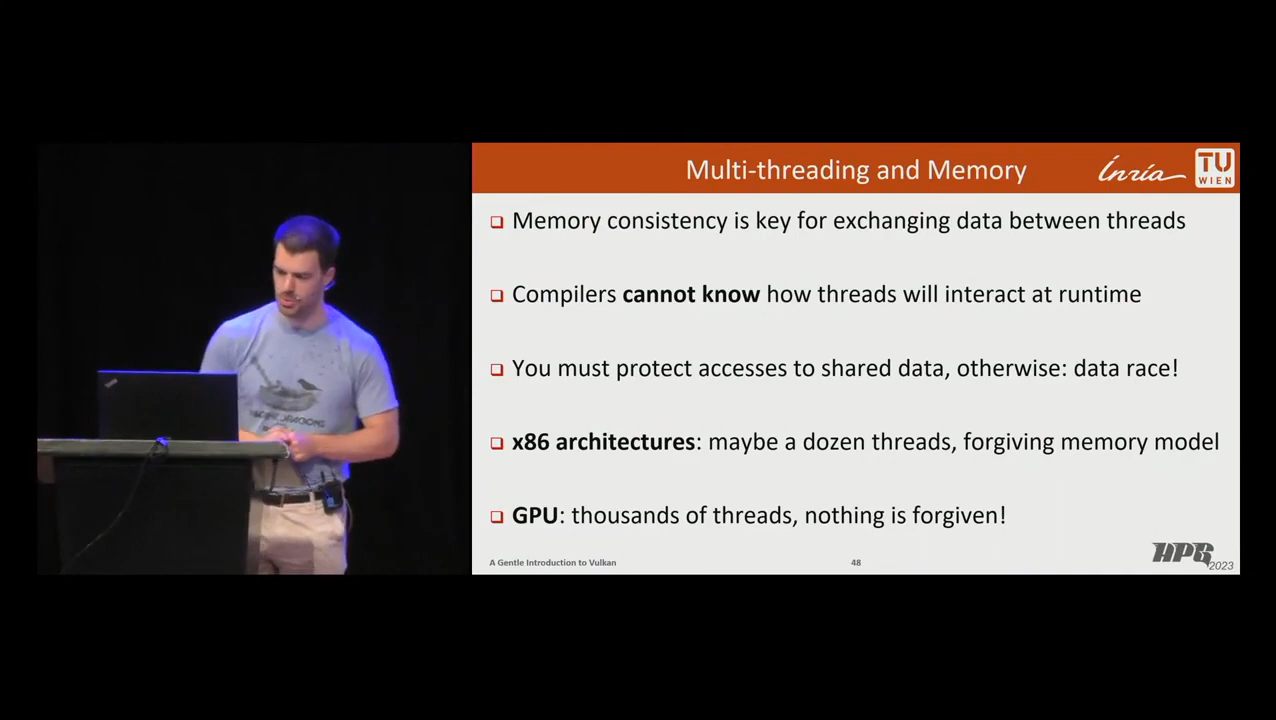 Multi-threading and Memory
Inria
TU
WIEN
Memory consistency is key for exchanging data between threads
Compilers cannot know how threads will interact at runtime
You must protect accesses to shared data, otherwise: data race!
x86 architectures: maybe a dozen threads, forgiving memory model
GPU: thousands of threads, nothing is forgiven!
A Gentle Introduction to Vulkan
48
HPG
2023